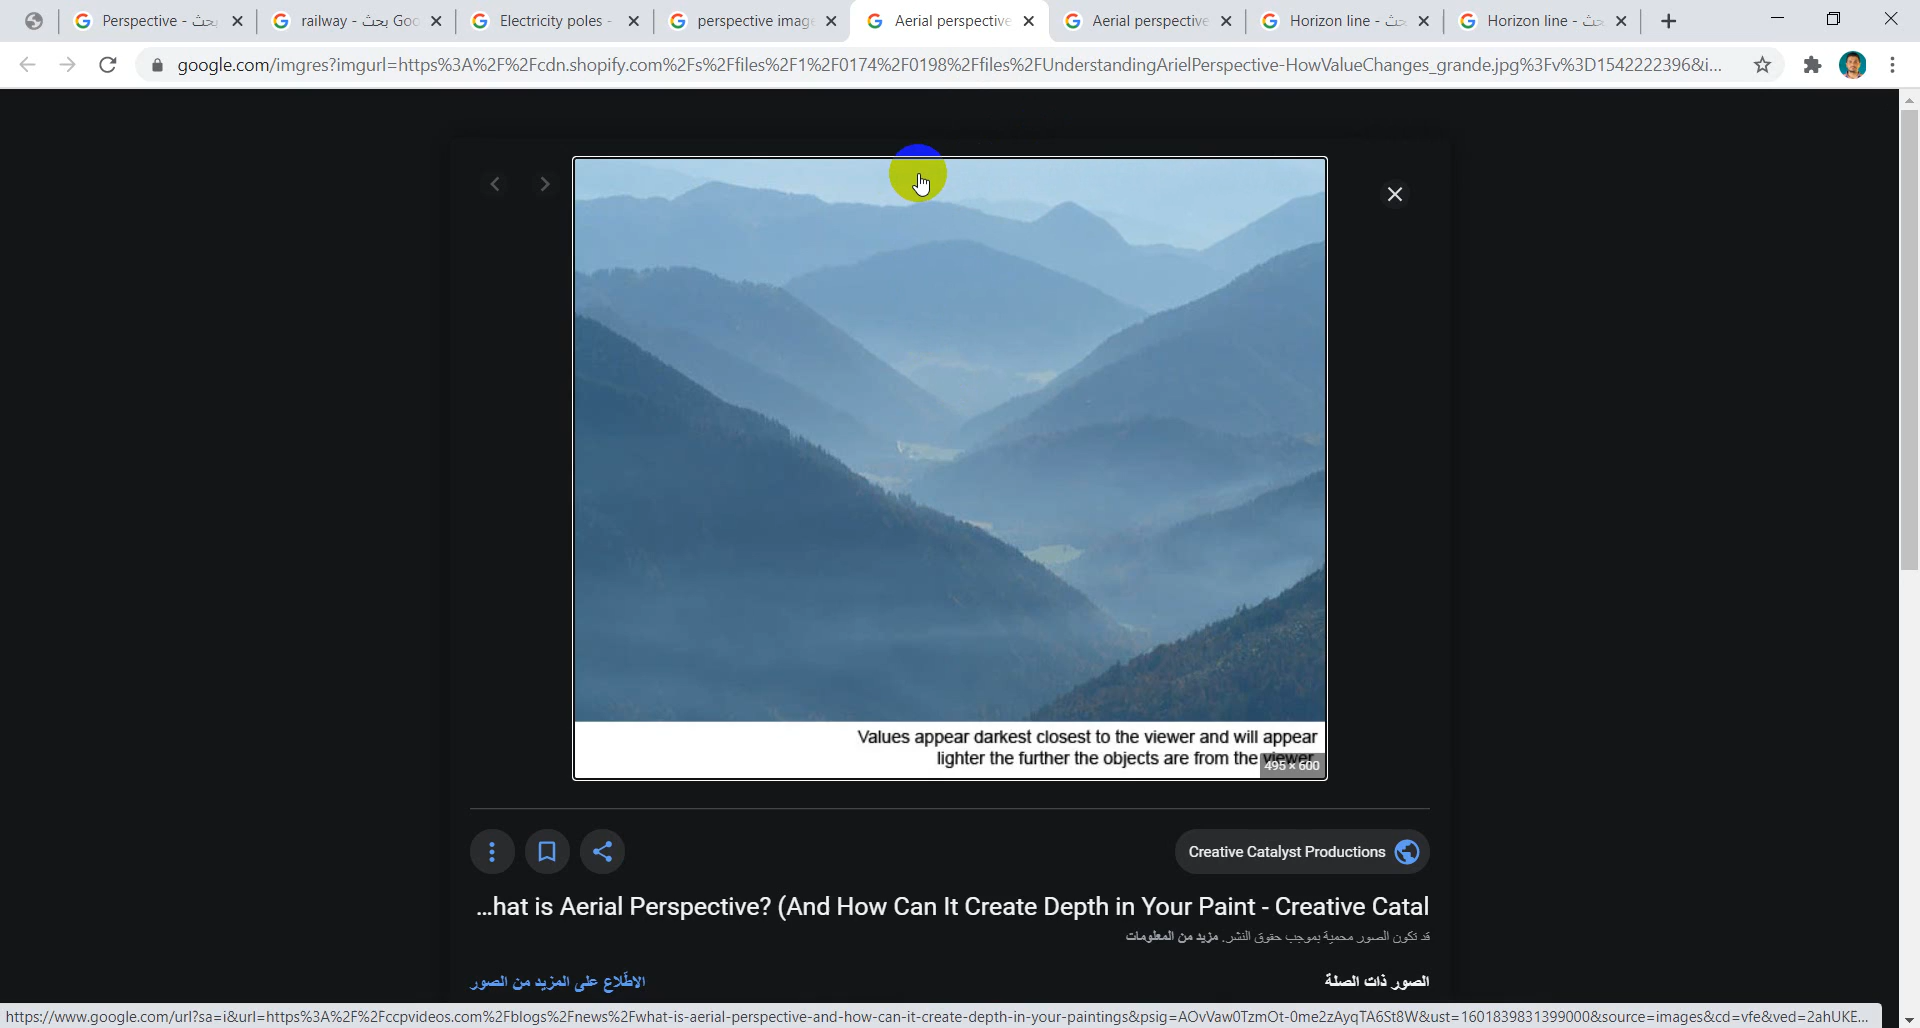 Perspective - بحث
railway - بحث Goo
Electricity poles -
perspective imag
Aerial perspective
Aerial perspective
Horizon line - بحث
Horizon line - بحث
google.com/imgres?imgurl=https%3A%2F%2Fcdn.shopify.com%2Fs%2Ffiles%2F1%2F0174%2F0198%2Ffiles%2FUnderstandingArielPerspective-HowValueChanges_grande.jpg%3Fv%3D1542222396&i...
Values appear darkest closest to the viewer and will appear
lighter the further the objects are from the viewer.
495 × 600
Creative Catalyst Productions
...hat is Aerial Perspective? (And How Can It Create Depth in Your Paint - Creative Catal
قد تكون الصور محمية بموجب حقوق النشر. مزيد من المعلومات
الصور ذات الصلة
الاطّلاع على المزيد من الصور
https://www.google.com/url?sa=i&url=https%3A%2F%2Fccpvideos.com%2Fblogs%2Fnews%2Fwhat-is-aerial-perspective-and-how-can-it-create-depth-in-your-paintings&psig=AOvVaw0TzmOt-0me2zAyqTA6St8W&ust=1601839831399000&source=images&cd=vfe&ved=2ahUKE...